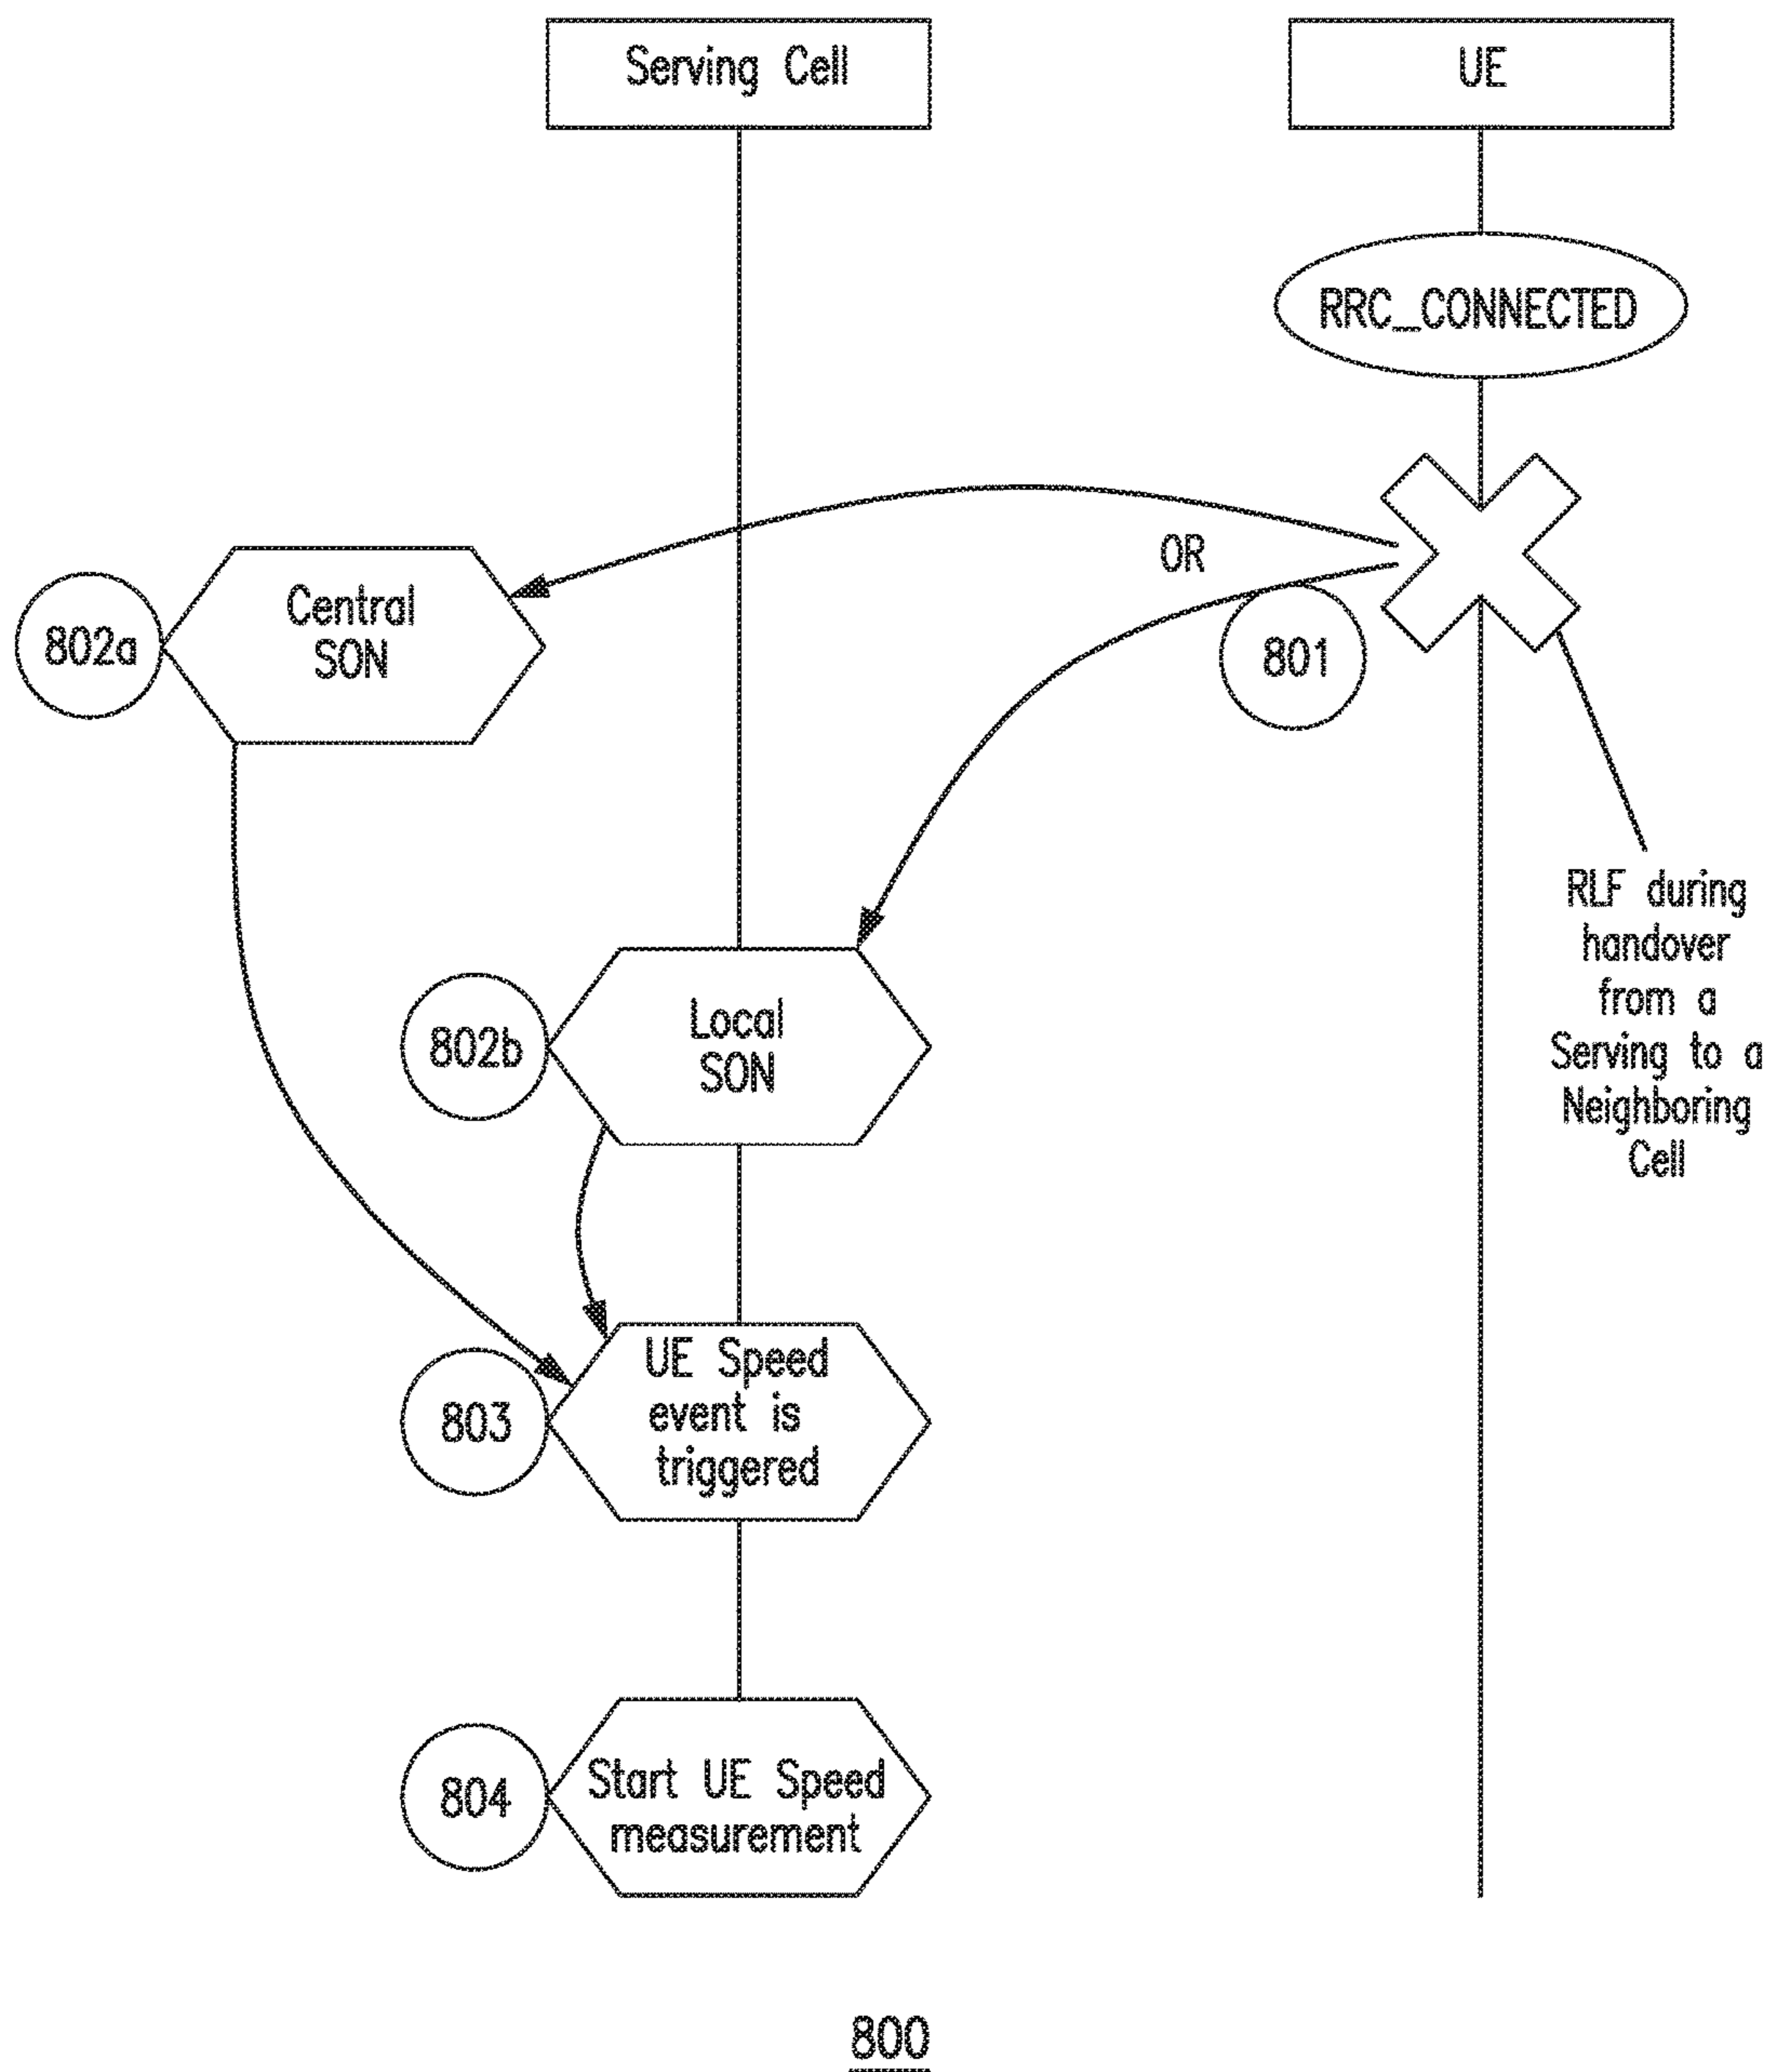 Serving Cell
UE
RRC_CONNECTED
OR
801
802a
Central
SON
RLF during
handover
from a
Serving to a
Neighboring
Cell
802b
Local
SON
803
UE Speed
event is
triggered
804
Start UE Speed
measurement
800